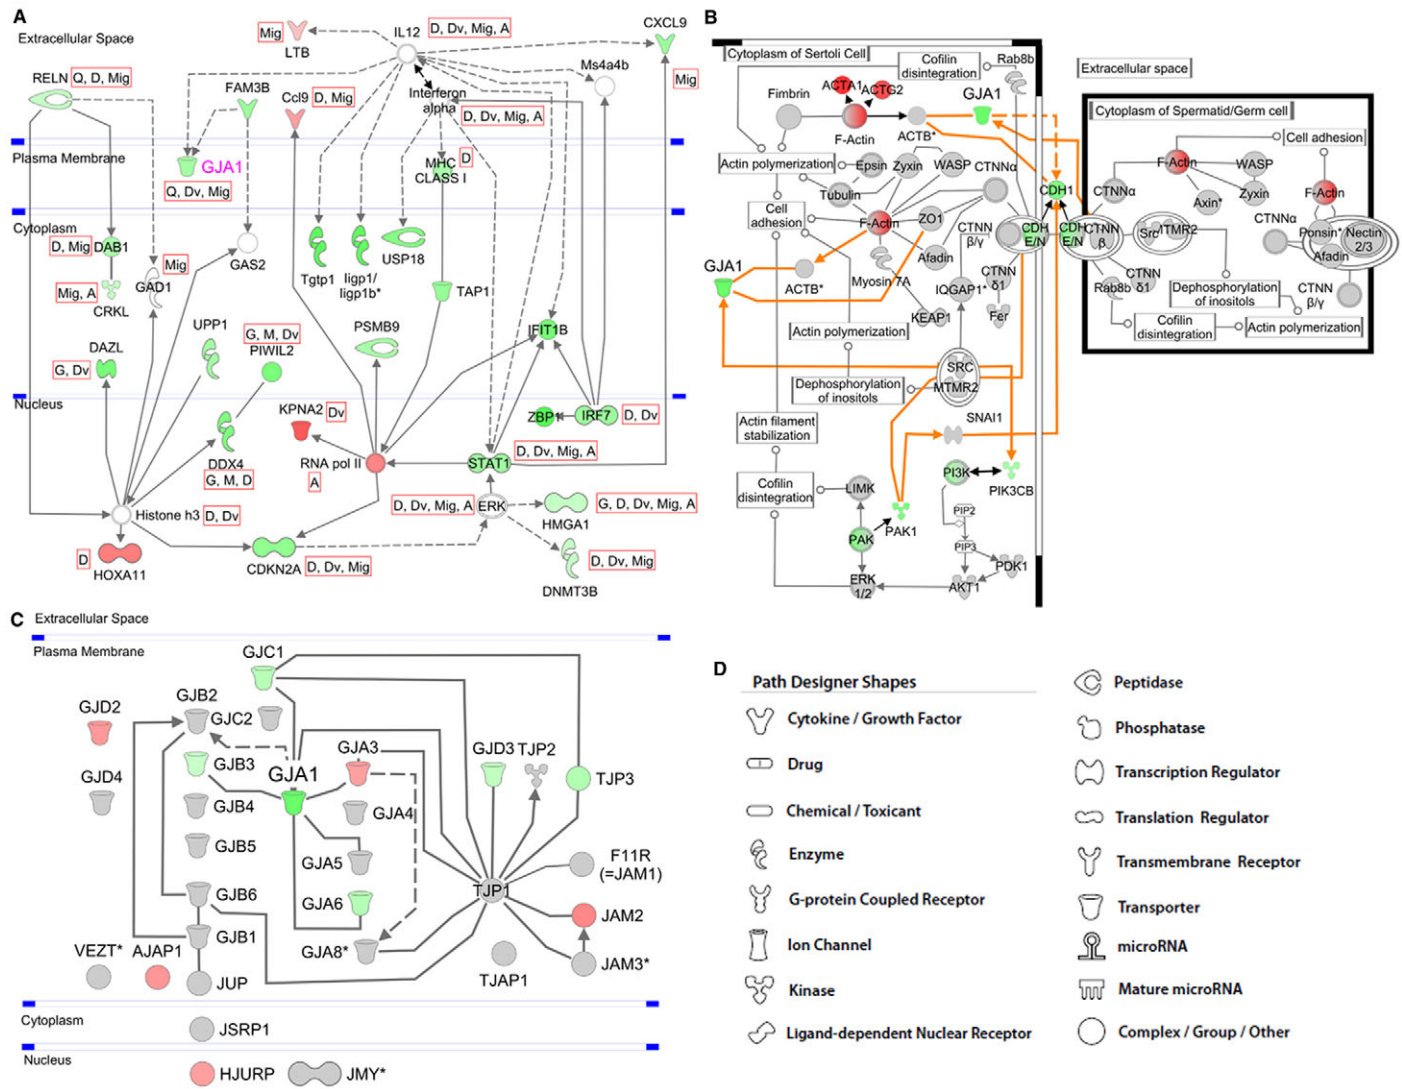 A
Extracellular Space
Mig
LTB
IL12
D, Dv, Mig, A
CXCL9
RELN
Q, D, Mig
FAM3B
Ccl9
D, Mig
Interferon
alpha
D, Dv, Mig, A
Ms4a4b
Mig
Plasma Membrane
GJA1
Q, Dv, Mig
MHC
CLASS I
D
Cytoplasm
D, Mig
DAB1
Mig
GAD1
GAS2
Mig, A
CRKL
Tgtp1
Iigp1/
Iigp1b*
USP18
TAP1
UPP1
G, M, Dv
PIWIL2
PSMB9
IFIT1B
DAZL
G, Dv
Nucleus
KPNA2
Dv
ZBP1
IRF7
D, Dv
DDX4
G, M, D
RNA pol II
A
STAT1
D, Dv, Mig, A
Histone h3
D, Dv
D, Dv, Mig, A
ERK
HMGA1
G, D, Dv, Mig, A
D
HOXA11
CDKN2A
D, Dv, Mig
DNMT3B
D, Dv, Mig
B
Cytoplasm of Sertoli Cell
Cofilin
disintegration
Rab8b
Extracellular space
Fimbrin
ACTA1
ACTG2
F-Actin
ACTB*
GJA1
Cytoplasm of Spermatid/Germ cell
Cell adhesion
Actin polymerization
Epsin
Zyxin
WASP
CTNNα
Tubulin
CDH1
CTNNα
F-Actin
WASP
Zyxin
Axin*
F-Actin
Cell
adhesion
F-Actin
ZO1
CTNN
β/γ
CDH
E/N
CDH
E/N
CTNN
β
Src
ITMR2
CTNNα
Ponsin*
Nectin
2/3
Afadin
GJA1
ACTB*
Myosin 7A
Afadin
IQGAP1*
CTNN
δ1
Fer
KEAP1
Rab8b
CTNN
δ1
Dephosphorylation
of inositols
CTNN
β/γ
Cofilin
disintegration
Actin polymerization
Actin polymerization
Dephosphorylation
of inositols
SRC
MTMR2
Actin filament
stabilization
SNAI1
Cofilin
disintegration
LIMK
PI3K
PIK3CB
PAK
PAK1
PIP2
PIP3
PDK1
ERK
1/2
AKT1
C
Extracellular Space
Plasma Membrane
GJC1
GJD2
GJB2
GJC2
GJB3
GJA1
GJA3
GJD3
TJP2
TJP3
GJD4
GJB4
GJA4
GJB5
GJA5
F11R
(=JAM1)
GJB6
GJA6
TJP1
JAM2
GJB1
GJA8*
VEZT*
AJAP1
JUP
TJAP1
JAM3*
Cytoplasm
JSRP1
Nucleus
HJURP
JMY*
D
Path Designer Shapes
Cytokine / Growth Factor
Drug
Chemical / Toxicant
Enzyme
G-protein Coupled Receptor
Ion Channel
Kinase
Ligand-dependent Nuclear Receptor
Peptidase
Phosphatase
Transcription Regulator
Translation Regulator
Transmembrane Receptor
Transporter
microRNA
Mature microRNA
Complex / Group / Other